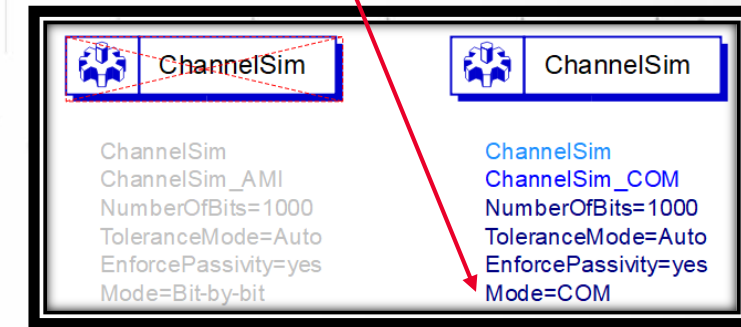 ChannelSim
ChannelSim
ChannelSim_AMI
NumberOfBits=1000
ToleranceMode=Auto
EnforcePassivity=yes
Mode=Bit-by-bit
ChannelSim
ChannelSim
ChannelSim_COM
NumberOfBits=1000
ToleranceMode=Auto
EnforcePassivity=yes
Mode=COM